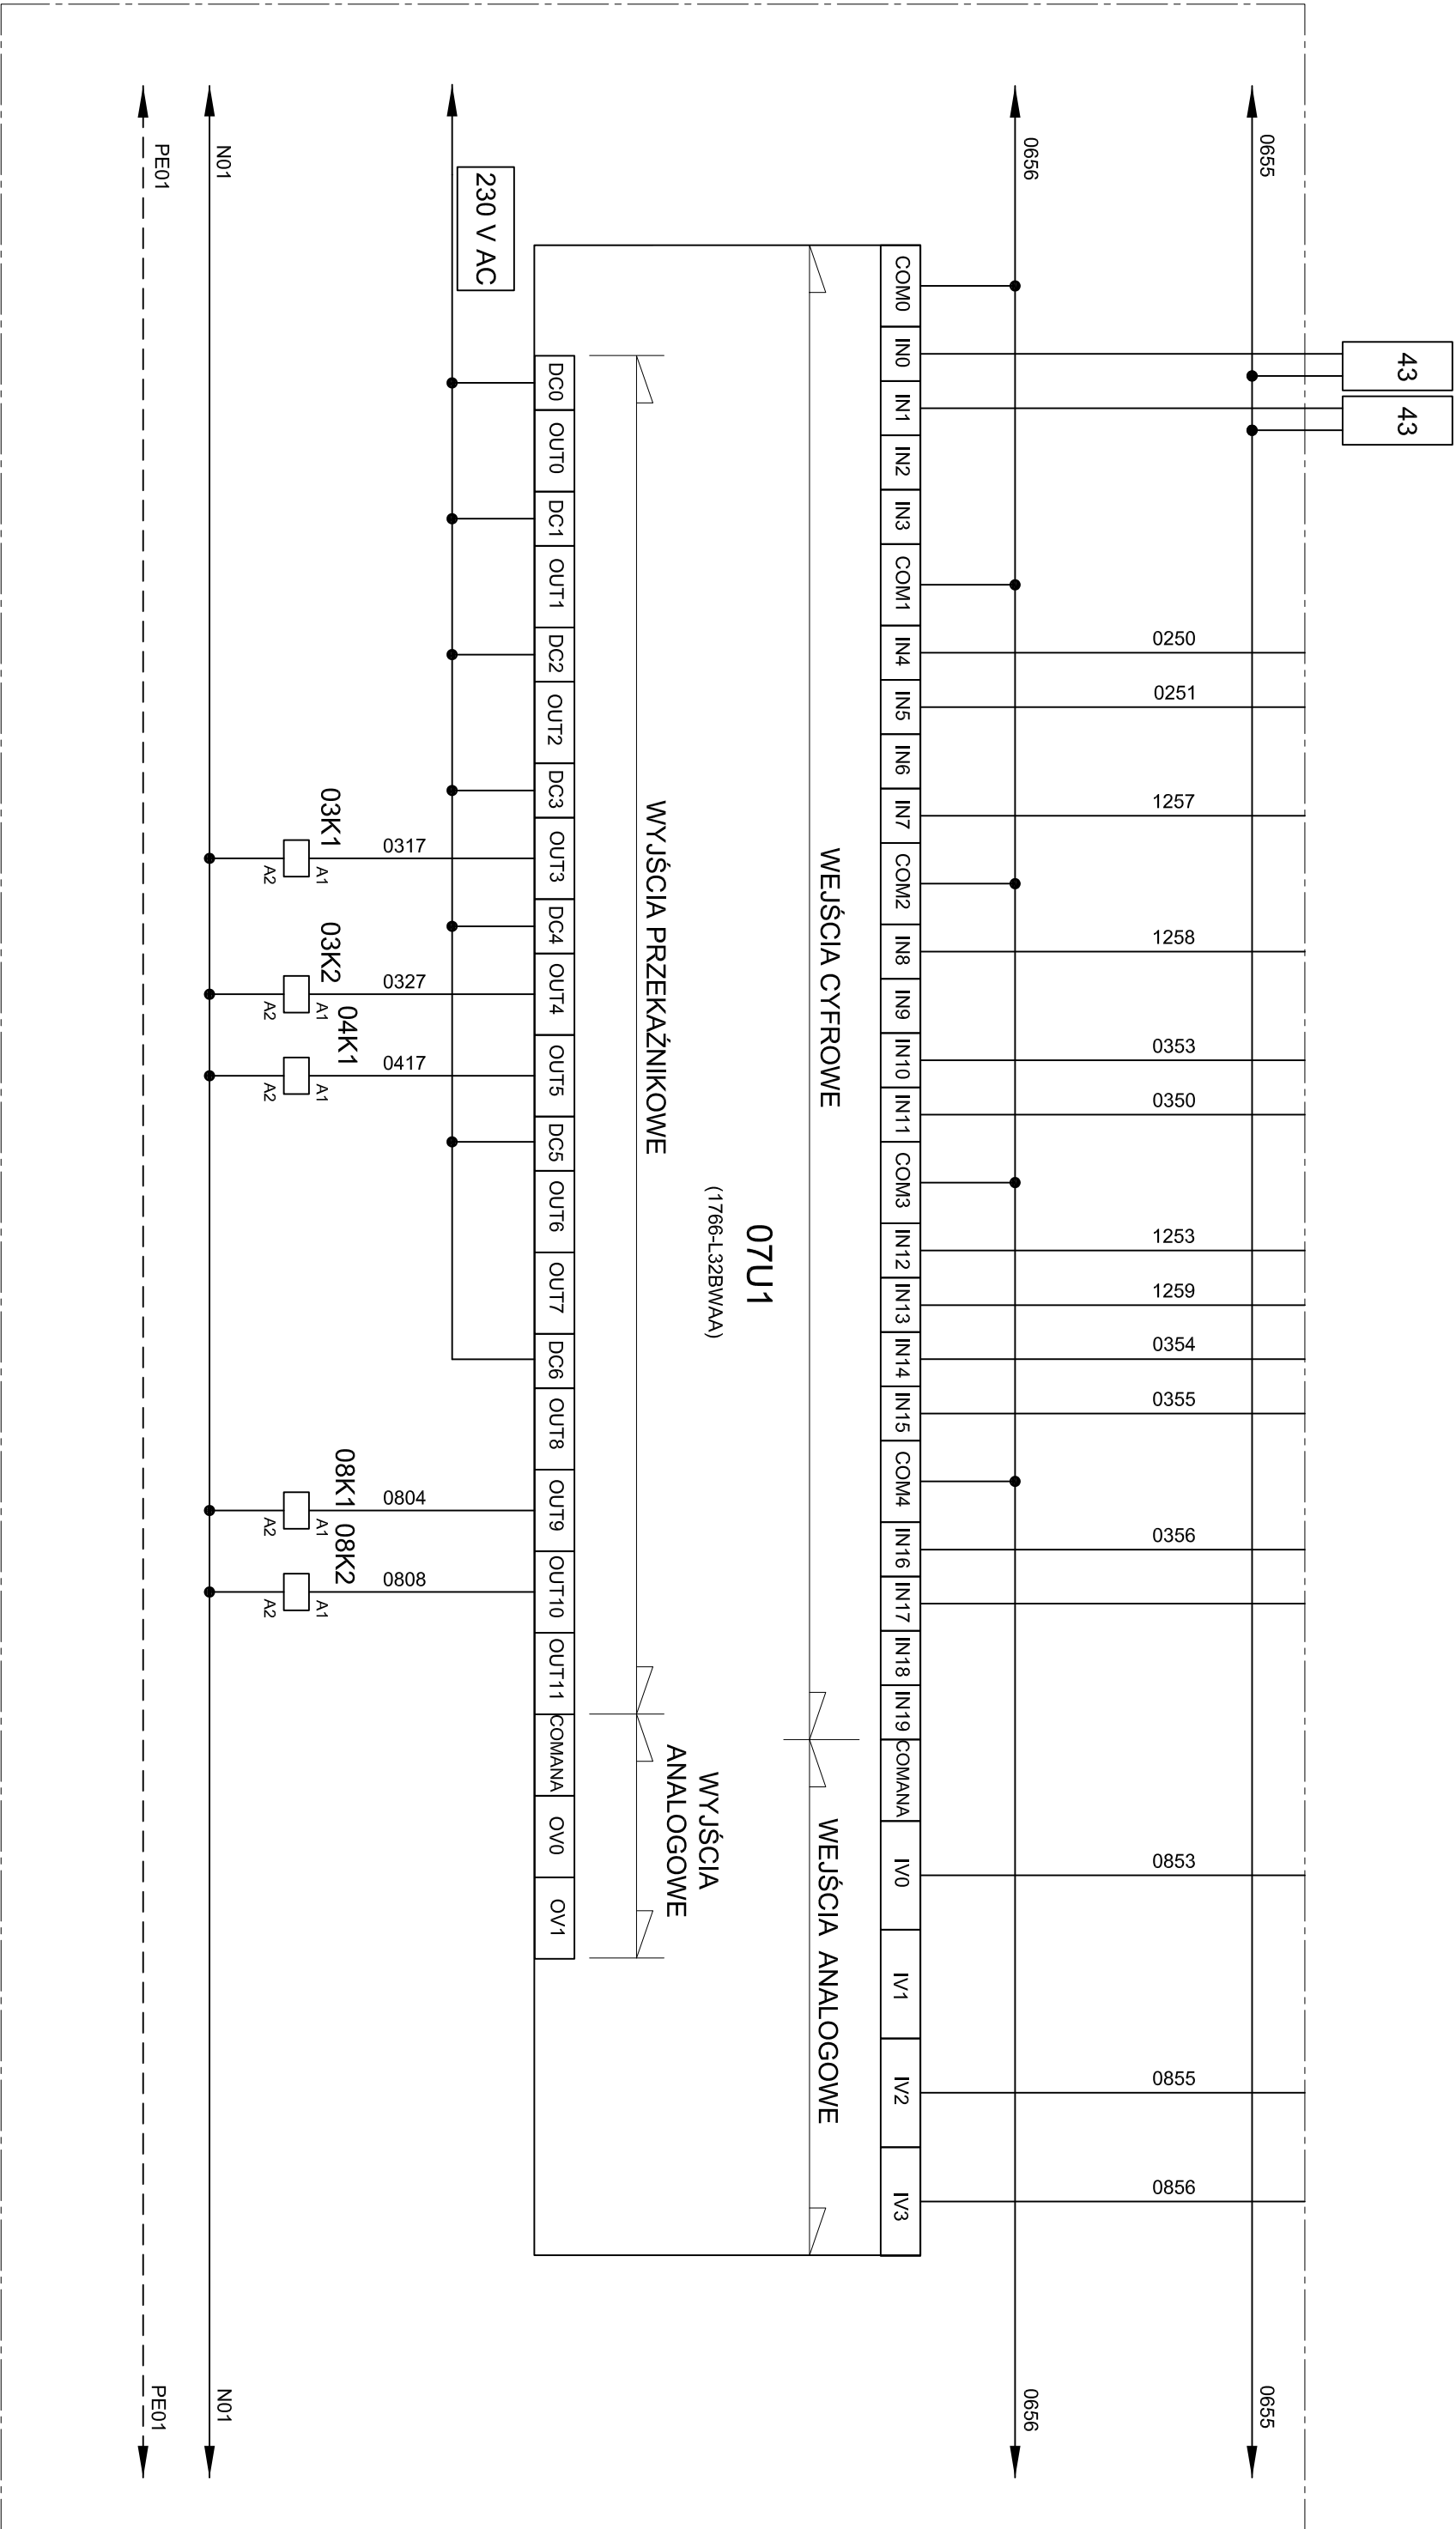 43
43
0655
0655
0656
0656
0250
0251
1257
1258
0353
0350
1253
1259
0354
0355
0356
0853
0855
0856
COM0 IN0 IN1 IN2 IN3 COM1 IN4 IN5 IN6 IN7 COM2 IN8 IN9 IN10 IN11 COM3 IN12 IN13 IN14 IN15 COM4 IN16 IN17 IN18 IN19 COMANA IV0 IV1 IV2 IV3
WEJŚCIA CYFROWE
WEJŚCIA ANALOGOWE
07U1
(1766-L32BWAA)
WYJŚCIA PRZEKAŹNIKOWE
WYJŚCIA
ANALOGOWE
DC0 OUT0 DC1 OUT1 DC2 OUT2 DC3 OUT3 DC4 OUT4 OUT5 DC5 OUT6 OUT7 DC6 OUT8 OUT9 OUT10 OUT11 COMANA OV0 OV1
230 V AC
0317
0327
0417
0804
0808
03K1
03K2
04K1
08K1
08K2
A1
A1
A1
A1
A1
A2
A2
A2
A2
A2
N01
N01
PE01
PE01